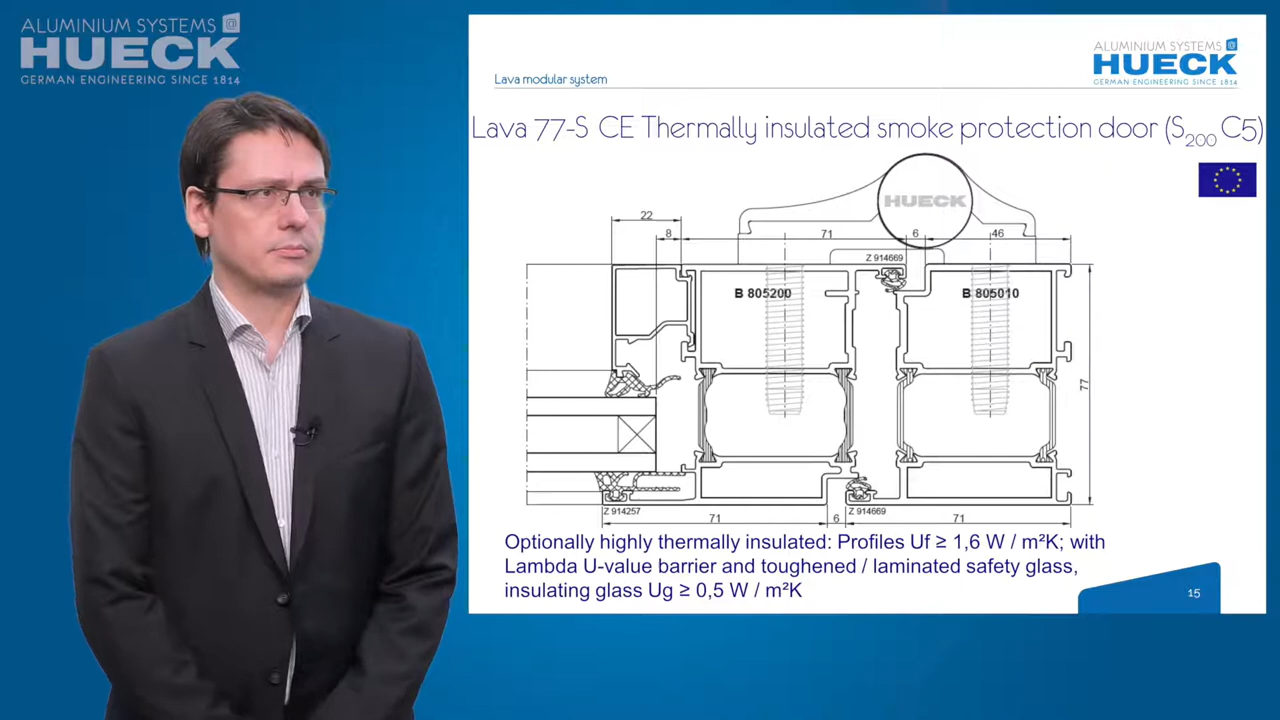 ALUMINIUM SYSTEMS
HUECK
GERMAN ENGINEERING SINCE 1814
ALUMINIUM SYSTEMS
HUECK
GERMAN ENGINEERING SINCE 1814
Lava modular system
Lava 77-S CE Thermally insulated smoke protection door (S200 C5)
HUECK
22
8
71
6
46
Z 914669
B 805200
B 805010
77
Z 914257
Z 914669
71
6
71
Optionally highly thermally insulated: Profiles Uf ≥ 1,6 W / m²K; with
Lambda U-value barrier and toughened / laminated safety glass,
insulating glass Ug ≥ 0,5 W / m²K
15